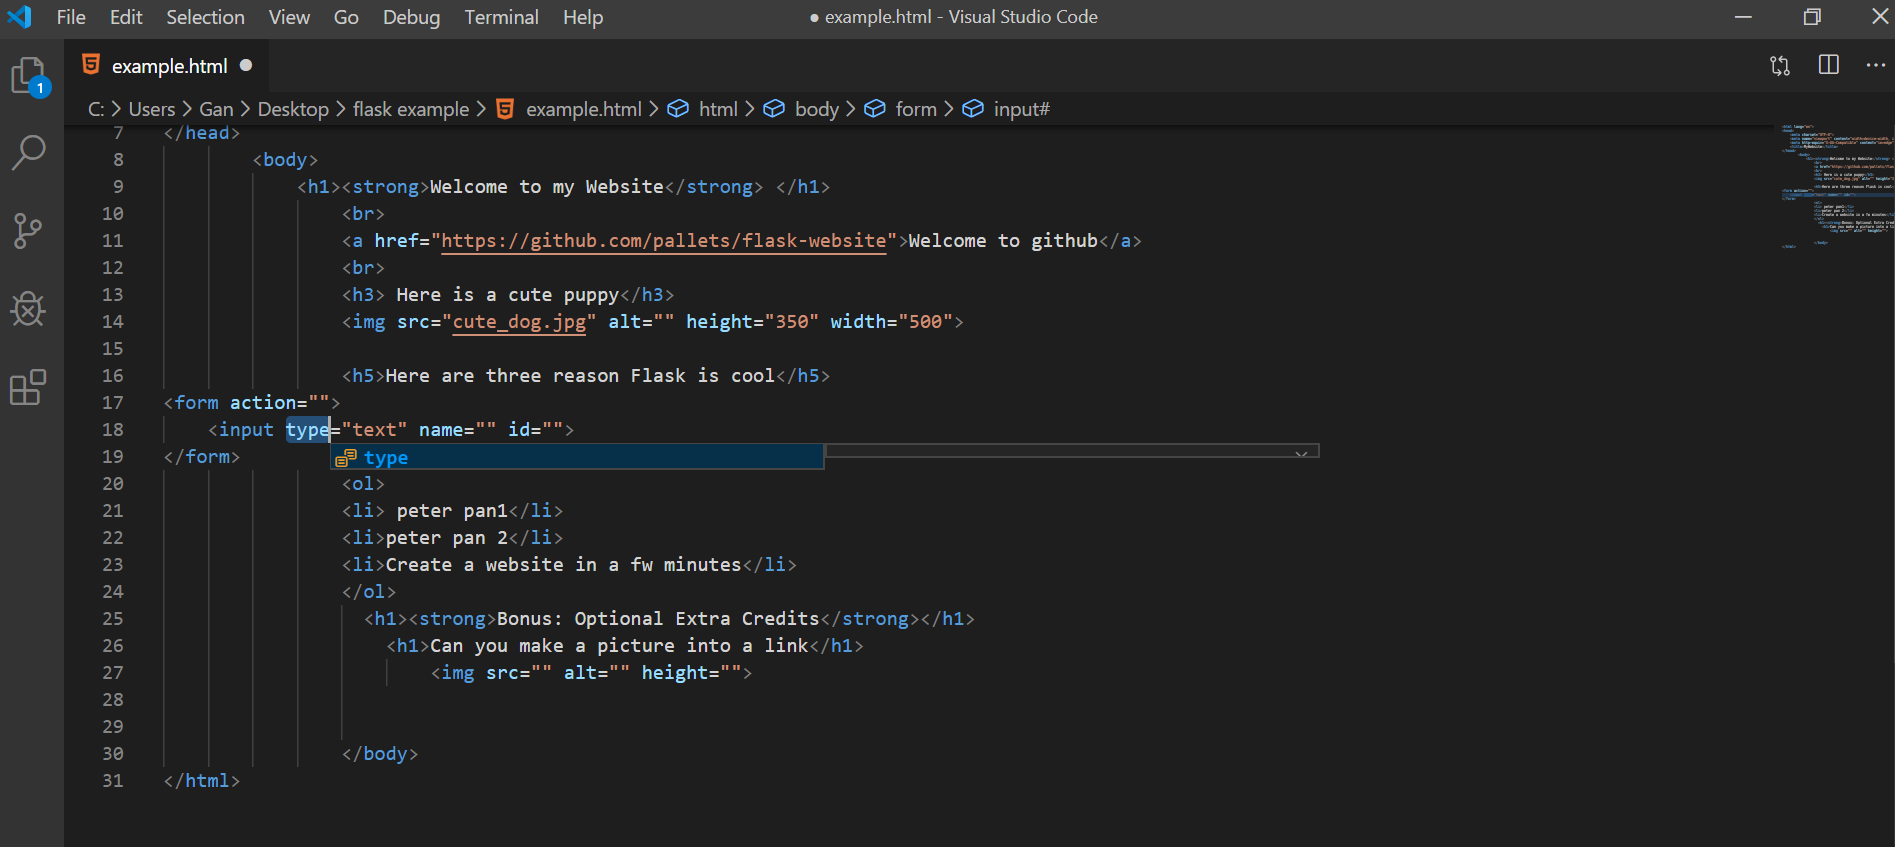 File Edit Selection View Go Debug Terminal Help ● example.html - Visual Studio Code
example.html
1
C: > Users > Gan > Desktop > flask example > example.html > html > body > form > input#
7 </head>
8 <body>
9 <h1><strong>Welcome to my Website</strong> </h1>
10 <br>
11 <a href="https://github.com/pallets/flask-website">Welcome to github</a>
12 <br>
13 <h3> Here is a cute puppy</h3>
14 <img src="cute_dog.jpg" alt="" height="350" width="500">
15
16 <h5>Here are three reason Flask is cool</h5>
17 <form action="">
18 <input type="text" name="" id="">
19 </form>
type
20 <ol>
21 <li> peter pan1</li>
22 <li>peter pan 2</li>
23 <li>Create a website in a fw minutes</li>
24 </ol>
25 <h1><strong>Bonus: Optional Extra Credits</strong></h1>
26 <h1>Can you make a picture into a link</h1>
27 <img src="" alt="" height="">
28
29
30 </body>
31 </html>